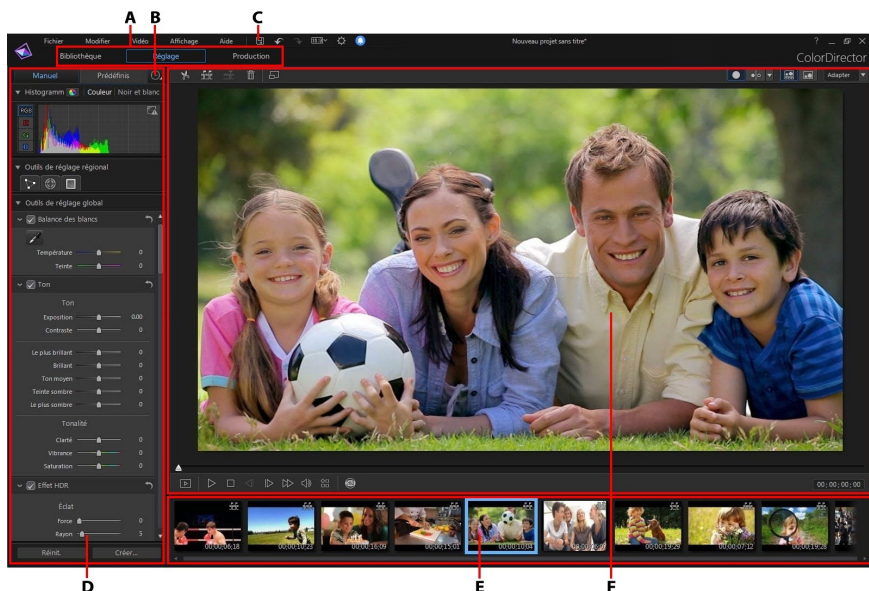 A B C
Fichier Modifier Vidéo Affichage Aide Nouveau projet sans titre* ?
Bibliothèque Réglage Production ColorDirector
Manuel Prédéfinis Adapter
Histogramm Couleur Noir et blanc
RGB
Outils de réglage régional
Outils de réglage global
Balance des blancs
Température 0
Teinte 0
Ton
Ton
Exposition 0.00
Contraste 0
Le plus brillant 0
Brillant 0
Ton moyen 0
Teinte sombre 0
Le plus sombre 0
Tonalité
Clarté 0
Vibrance 0
Saturation 0
00;00;00;00
Effet HDR
Éclat
Force 0
Rayon 5
00;00;06;18 00;00;10;23 00;00;16;09 00;00;15;01 00;00;10;04 00;00;19;29 00;00;07;12 00;00;19;28
Réinit. Créer...
D E F